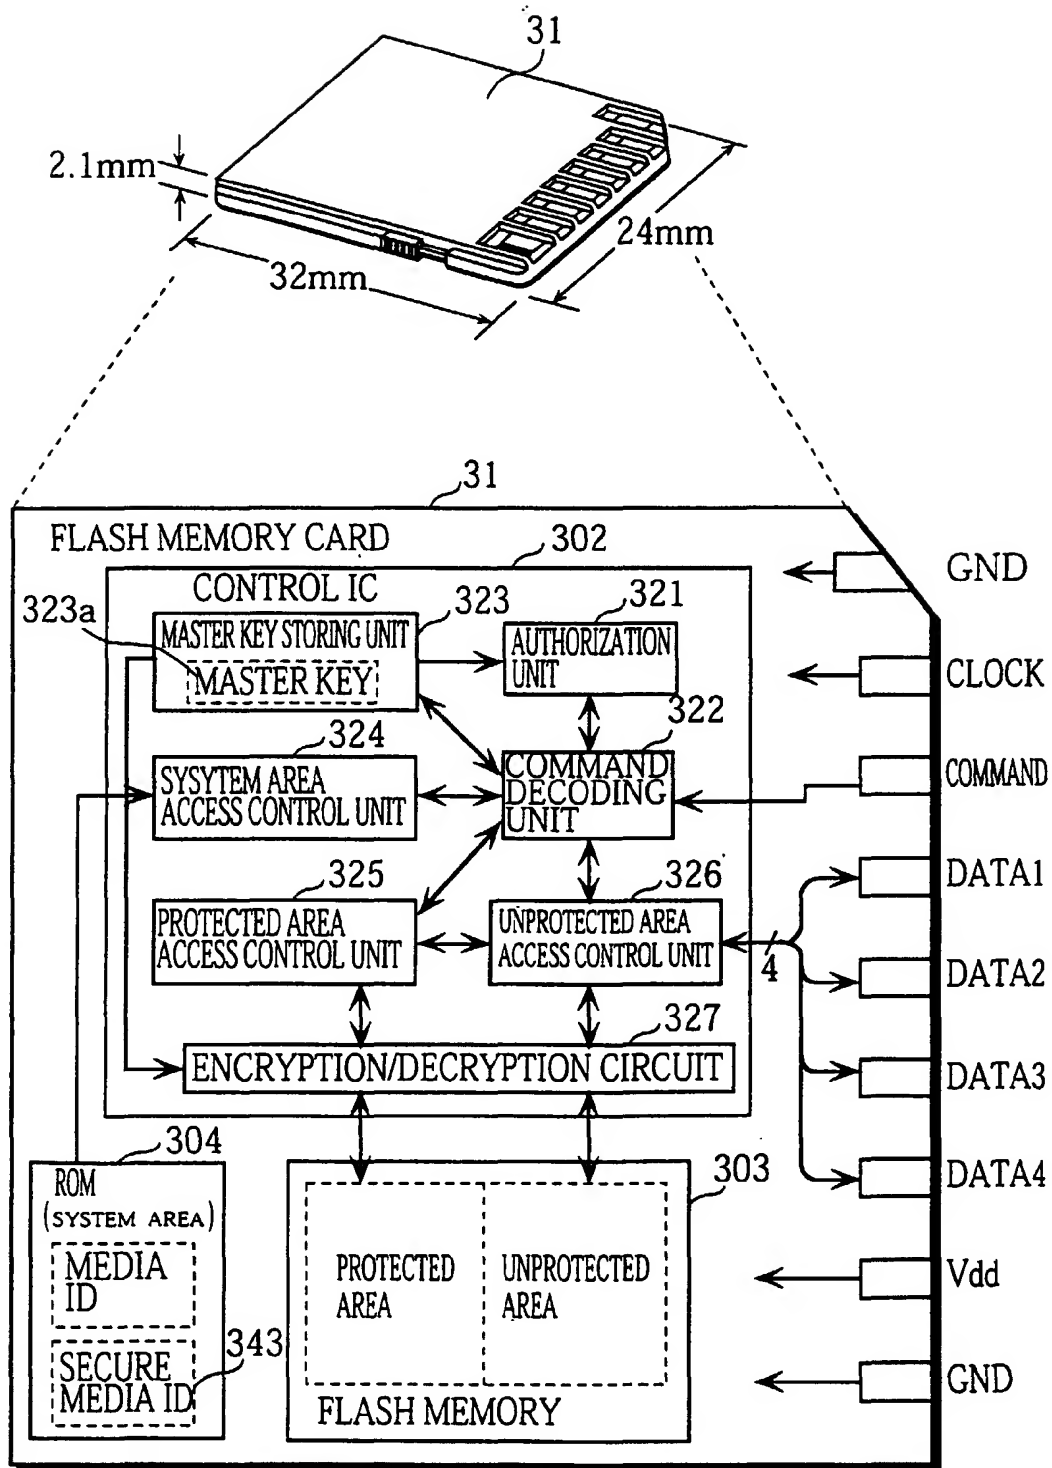 31
2.1mm
24mm
32mm
31
FLASH MEMORY CARD
302
GND
CONTROL IC
323
321
323a
MASTER KEY STORING UNIT
MASTER KEY
AUTHORIZATION
UNIT
CLOCK
322
324
SYSYTEM AREA
ACCESS CONTROL UNIT
COMMAND
DECODING
UNIT
COMMAND
325
326
DATA1
PROTECTED AREA
ACCESS CONTROL UNIT
UNPROTECTED AREA
ACCESS CONTROL UNIT
4
DATA2
327
ENCRYPTION/DECRYPTION CIRCUIT
DATA3
304
303
DATA4
ROM
(SYSTEM AREA)
MEDIA
ID
343
SECURE
MEDIA ID
PROTECTED
AREA
UNPROTECTED
AREA
FLASH MEMORY
Vdd
GND